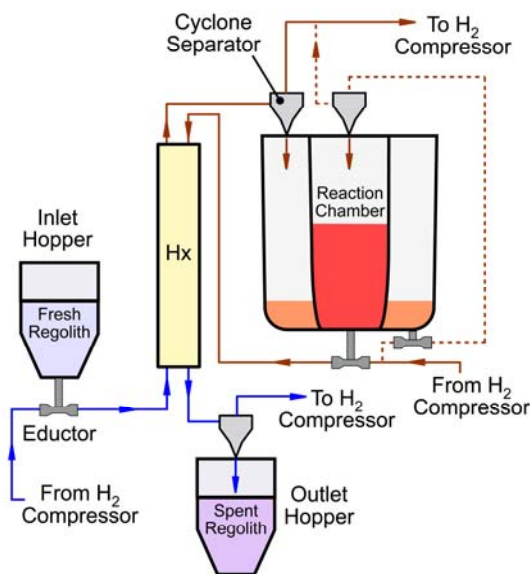 Cyclone
Separator
To H₂
Compressor
Reaction
Chamber
Inlet
Hopper
Hx
Fresh
Regolith
From H₂
Compressor
To H₂
Compressor
Eductor
From H₂
Compressor
Spent
Regolith
Outlet
Hopper